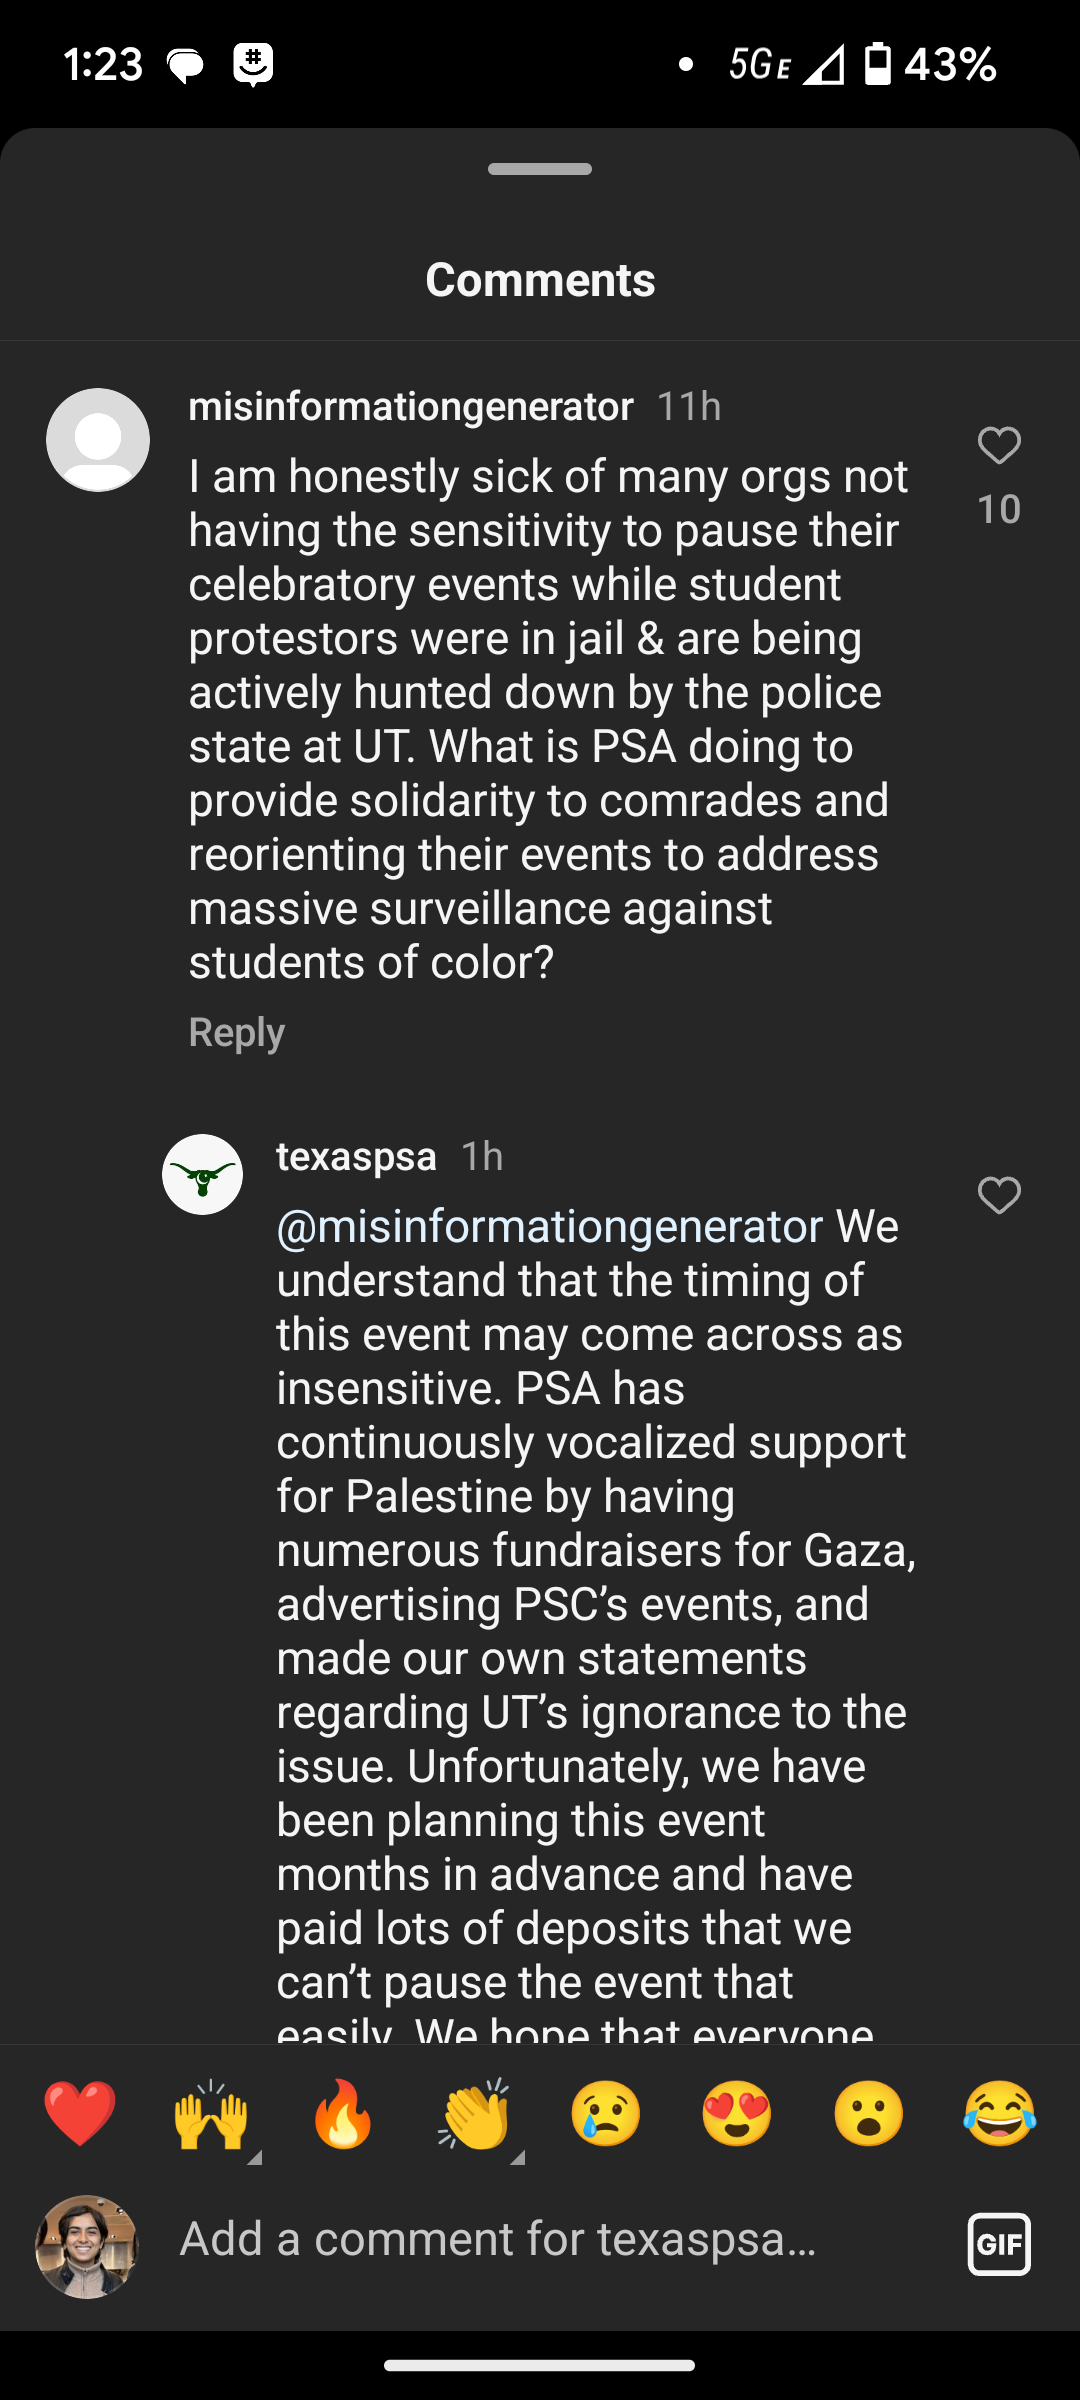 1:23
5GE
43%
Comments
misinformationgenerator 11h
I am honestly sick of many orgs not
having the sensitivity to pause their
celebratory events while student
protestors were in jail & are being
actively hunted down by the police
state at UT. What is PSA doing to
provide solidarity to comrades and
reorienting their events to address
massive surveillance against
students of color?
10
Reply
texaspsa 1h
@misinformationgenerator We
understand that the timing of
this event may come across as
insensitive. PSA has
continuously vocalized support
for Palestine by having
numerous fundraisers for Gaza,
advertising PSC’s events, and
made our own statements
regarding UT’s ignorance to the
issue. Unfortunately, we have
been planning this event
months in advance and have
paid lots of deposits that we
can’t pause the event that
easily. We hope that everyone
Add a comment for texaspsa...
GIF